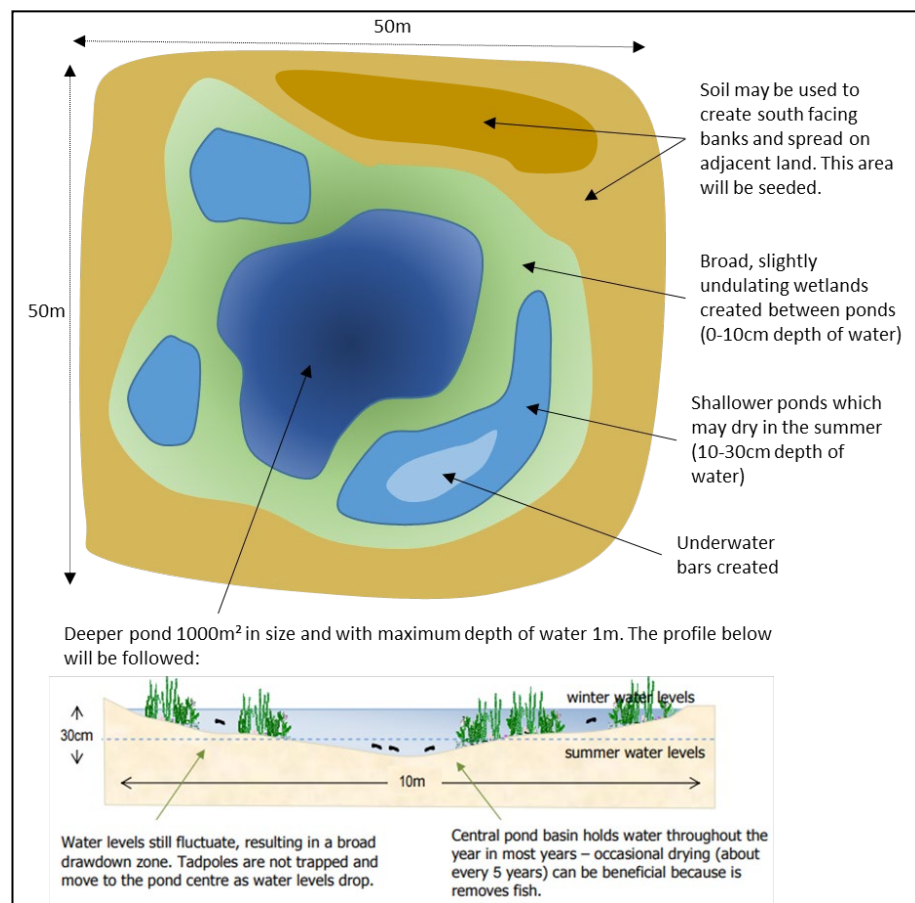 50m
50m
Soil may be used to
create south facing
banks and spread on
adjacent land. This area
will be seeded.
Broad, slightly
undulating wetlands
created between ponds
(0-10cm depth of water)
Shallower ponds which
may dry in the summer
(10-30cm depth of
water)
Underwater
bars created
Deeper pond 1000m² in size and with maximum depth of water 1m. The profile below
will be followed:
winter water levels
30cm
summer water levels
10m
Water levels still fluctuate, resulting in a broad
drawdown zone. Tadpoles are not trapped and
move to the pond centre as water levels drop.
Central pond basin holds water throughout the
year in most years – occasional drying (about
every 5 years) can be beneficial because is
removes fish.